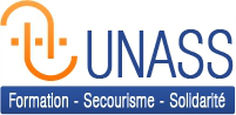 UNASS
Formation - Secourisme - Solidarité